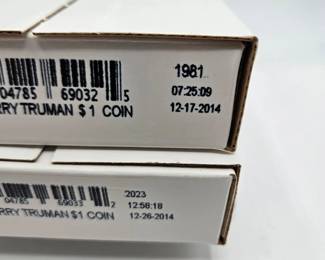 04785 69032 5
RRY TRUMAN $1 COIN
1981
07:25:09
12-17-2014
04785 69033 2
RRY TRUMAN $1 COIN
2023
12:58:18
12-26-2014